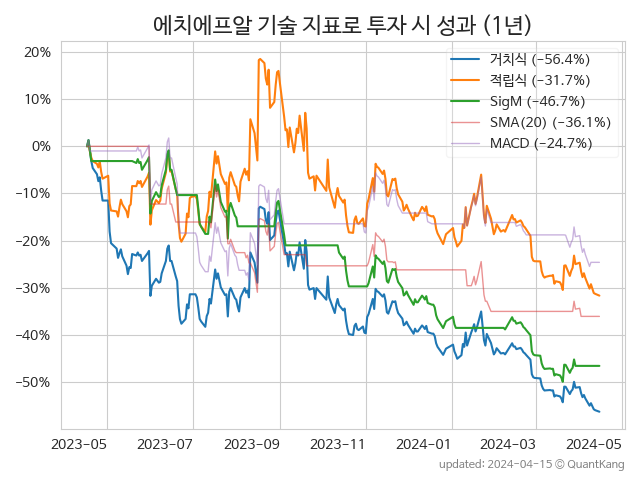 에치에프알 기술 지표로 투자 시 성과 (1년)
20%
10%
0%
−10%
−20%
−30%
−40%
−50%
거치식 (−56.4%)
적립식 (−31.7%)
SigM (−46.7%)
SMA(20) (−36.1%)
MACD (−24.7%)
2023-05 2023-07 2023-09 2023-11 2024-01 2024-03 2024-05
updated: 2024-04-15 © QuantKang